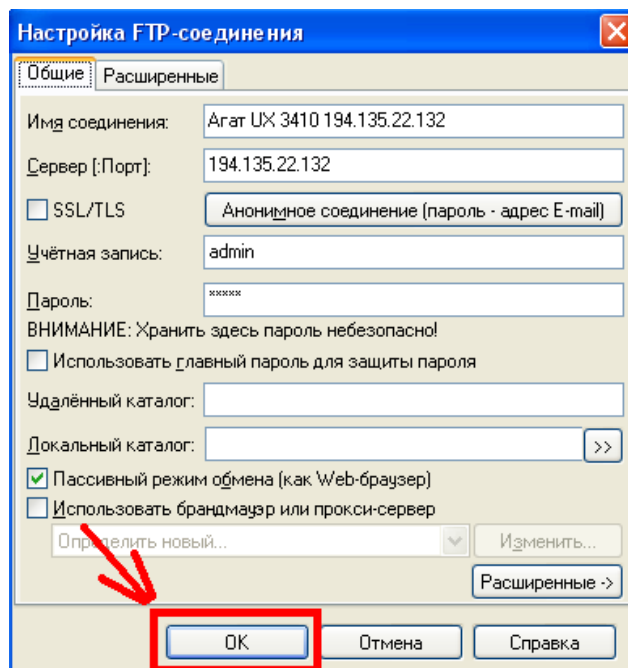 Настройка FTP-соединения
Общие Расширенные
Имя соединения: Агат UX 3410 194.135.22.132
Сервер [:Порт]: 194.135.22.132
SSL/TLS Анонимное соединение (пароль - адрес E-mail)
Учётная запись: admin
Пароль: *****
ВНИМАНИЕ: Хранить здесь пароль небезопасно!
Использовать главный пароль для защиты пароля
Удалённый каталог:
Локальный каталог: >>
Пассивный режим обмена (как Web-браузер)
Использовать брандмауэр или прокси-сервер
Определить новый... Изменить...
Расширенные ->
OK Отмена Справка